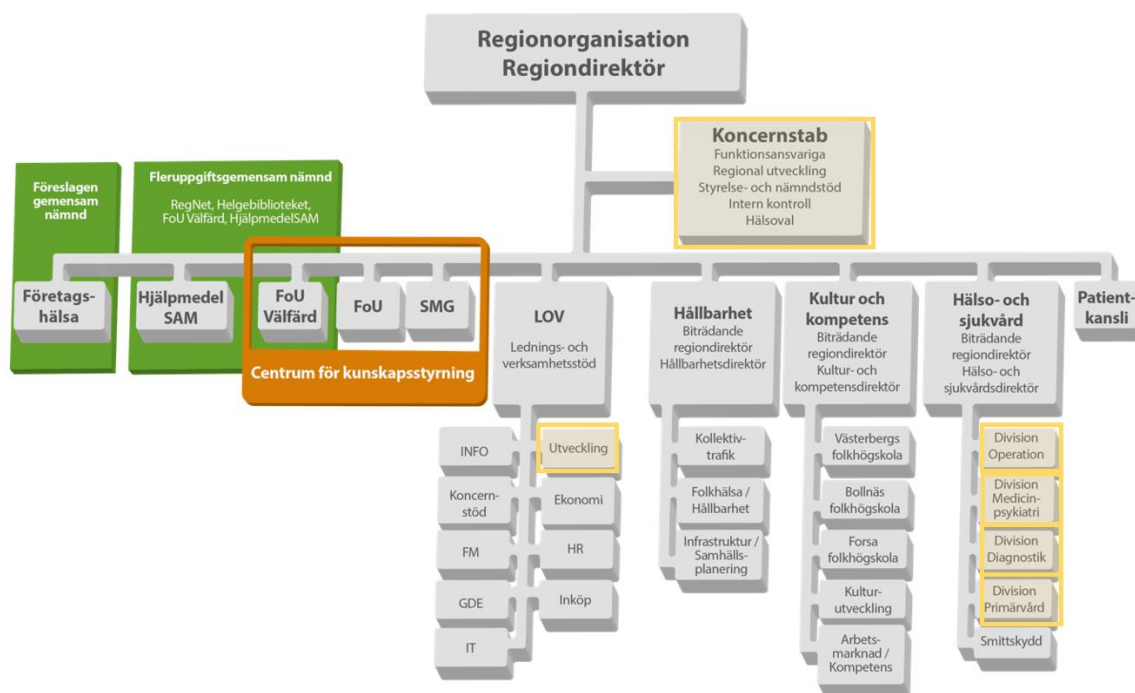 Regionorganisation
Regiondirektör
Koncernstab
Funktionsansvariga
Regional utveckling
Styrelse- och nämndstöd
Intern kontroll
Hälsoval
Föreslagen
gemensam
nämnd
Fleruppgiftsgemensam nämnd
RegNet, Helgebiblioteket,
FoU Välfärd, HjälpmedelSAM
Företags-
hälsa
Hjälpmedel
SAM
FoU
Välfärd
FoU
SMG
Centrum för kunskapsstyrning
LOV
Lednings- och
verksamhetsstöd
Hållbarhet
Biträdande
regiondirektör
Hållbarhetsdirektör
Kultur och
kompetens
Biträdande
regiondirektör
Kultur- och
kompetensdirektör
Hälso- och
sjukvård
Biträdande
regiondirektör
Hälso- och
sjukvårdsdirektör
Patient-
kansli
INFO
Koncern-
stöd
FM
GDE
IT
Utveckling
Ekonomi
HR
Inköp
Kollektiv-
trafik
Folkhälsa /
Hållbarhet
Infrastruktur /
Samhälls-
planering
Västerbergs
folkhögskola
Bollnäs
folkhögskola
Forsa
folkhögskola
Kultur-
utveckling
Arbets-
marknad /
Kompetens
Division
Operation
Division
Medicin-
psykiatri
Division
Diagnostik
Division
Primärvård
Smittskydd